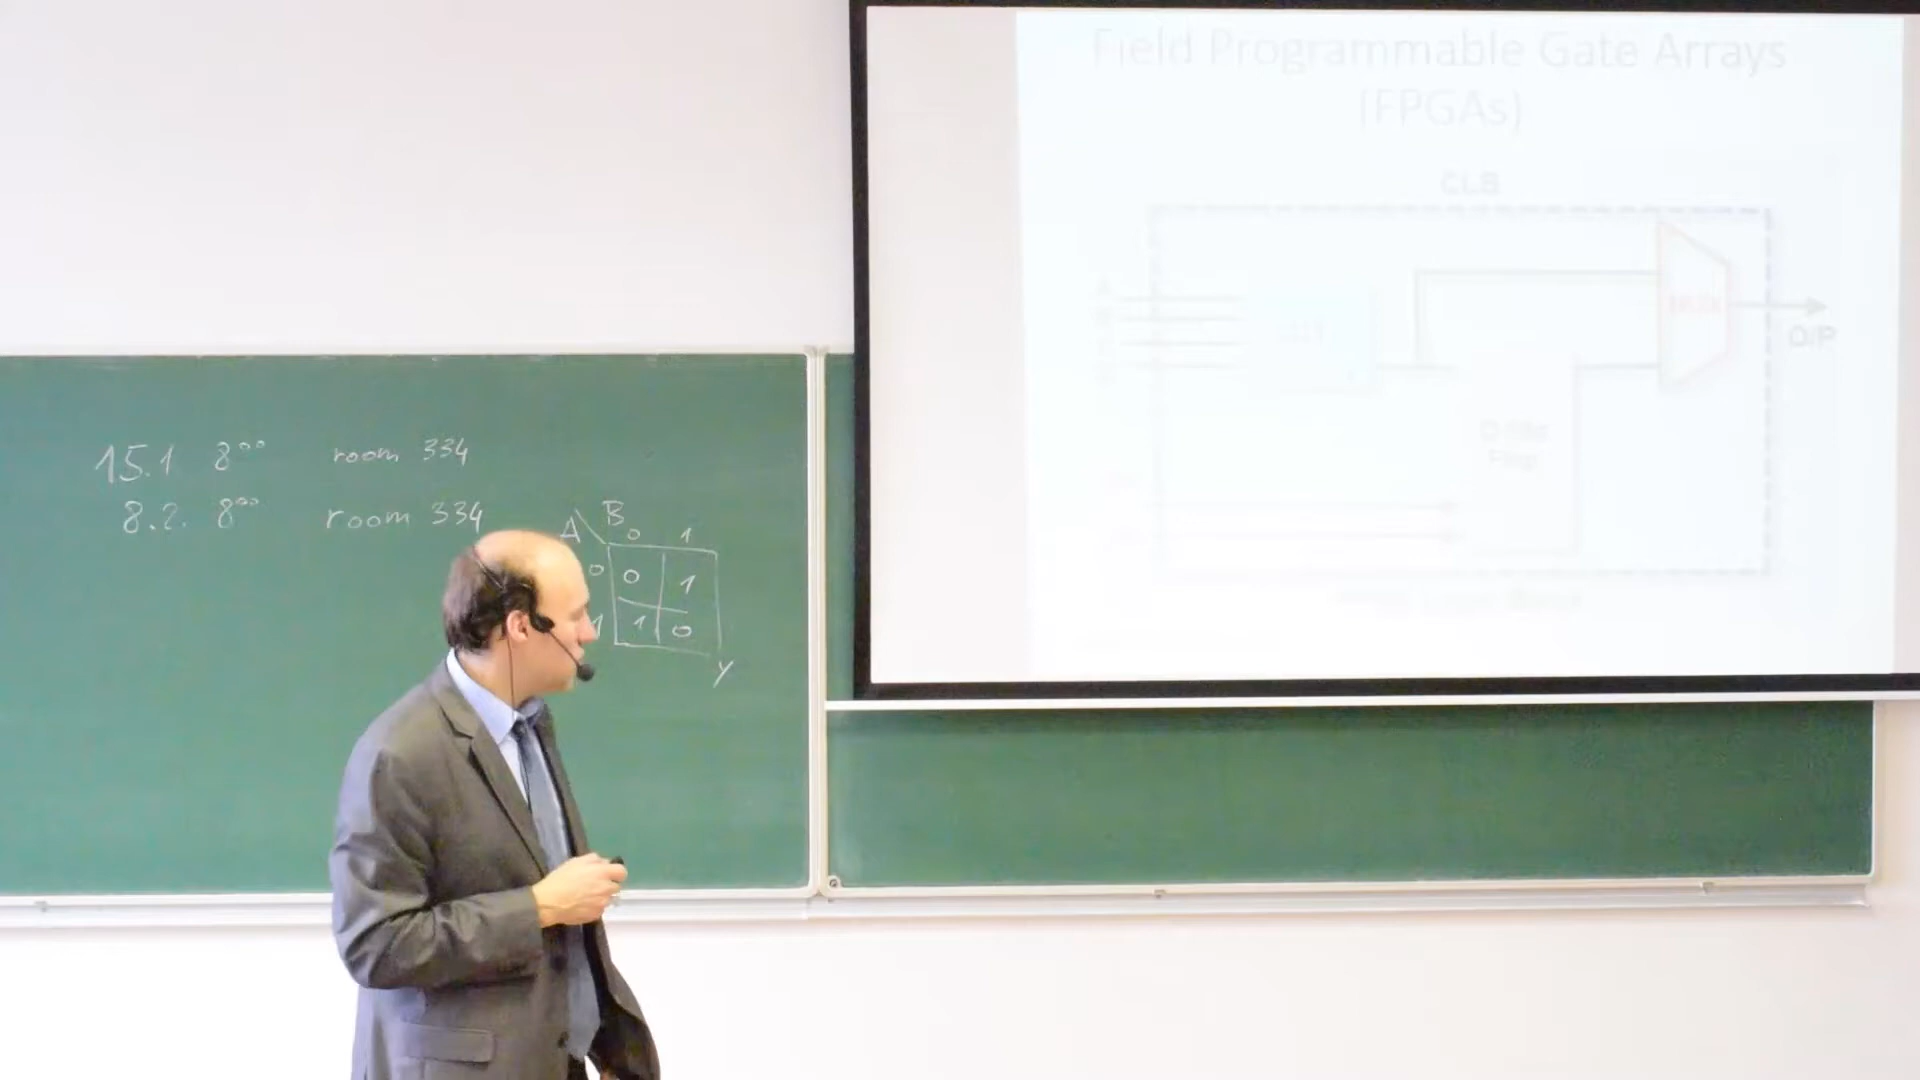 15.1 8⁰⁰ room 334
8.2. 8⁰⁰ room 334
A B
0 1
0 0 1
1 1 0
Y
Field Programmable Gate Arrays
(FPGAs)
CLB
O/P